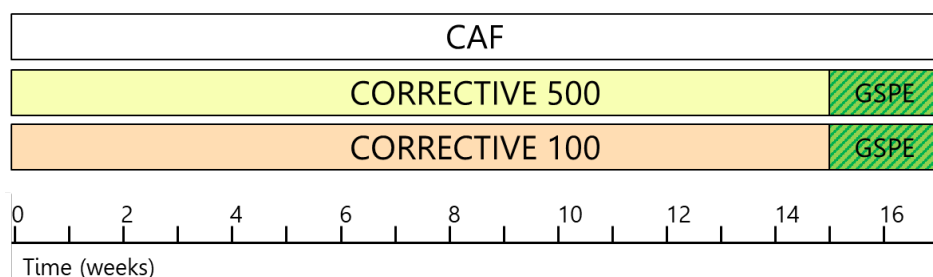 CAF
CORRECTIVE 500 GSPE
CORRECTIVE 100 GSPE
0 2 4 6 8 10 12 14 16
Time (weeks)